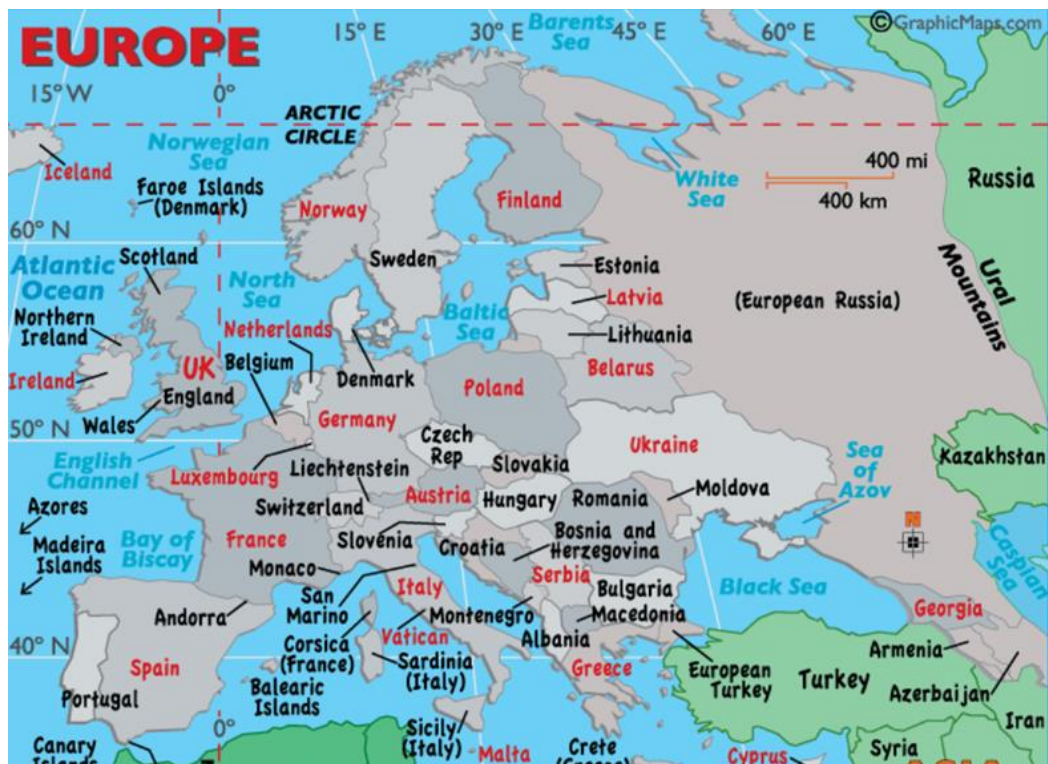 EUROPE
15° E
30° E
Barents
Sea
45° E
60° E
©GraphicMaps.com
15° W
0°
ARCTIC
CIRCLE
Norwegian
Sea
Iceland
Faroe Islands
(Denmark)
Norway
Finland
White
Sea
400 mi
400 km
Russia
60° N
Scotland
Sweden
Estonia
Ural
Mountains
Atlantic
Ocean
North
Sea
Baltic
Sea
Latvia
(European Russia)
Northern
Ireland
Netherlands
Lithuania
Ireland
UK
Belgium
Denmark
Belarus
Poland
England
Wales
Germany
50° N
Czech
Rep
Ukraine
English
Channel
Luxembourg
Liechtenstein
Slovakia
Sea
of
Azov
Kazakhstan
Azores
Switzerland
Austria
Hungary
Romania
Moldova
Madeira
Islands
Bay of
Biscay
France
Slovenia
Croatia
Bosnia and
Herzegovina
N
Caspian
Sea
Monaco
San
Marino
Italy
Serbia
Bulgaria
Black Sea
Andorra
Montenegro
Macedonia
Georgia
Corsica
(France)
Vatican
Albania
Armenia
40° N
Spain
Sardinia
(Italy)
Greece
European
Turkey
Turkey
Azerbaijan
Portugal
Balearic
Islands
Iran
0°
Sicily
(Italy)
Canary
Malta
Crete
Cyprus
Syria